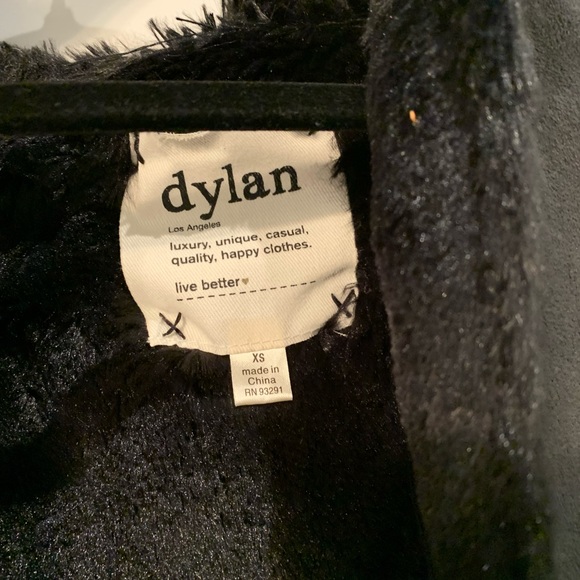 dylan
Los Angeles
luxury, unique, casual,
quality, happy clothes.
live better
XS
made in
China
RN 93291